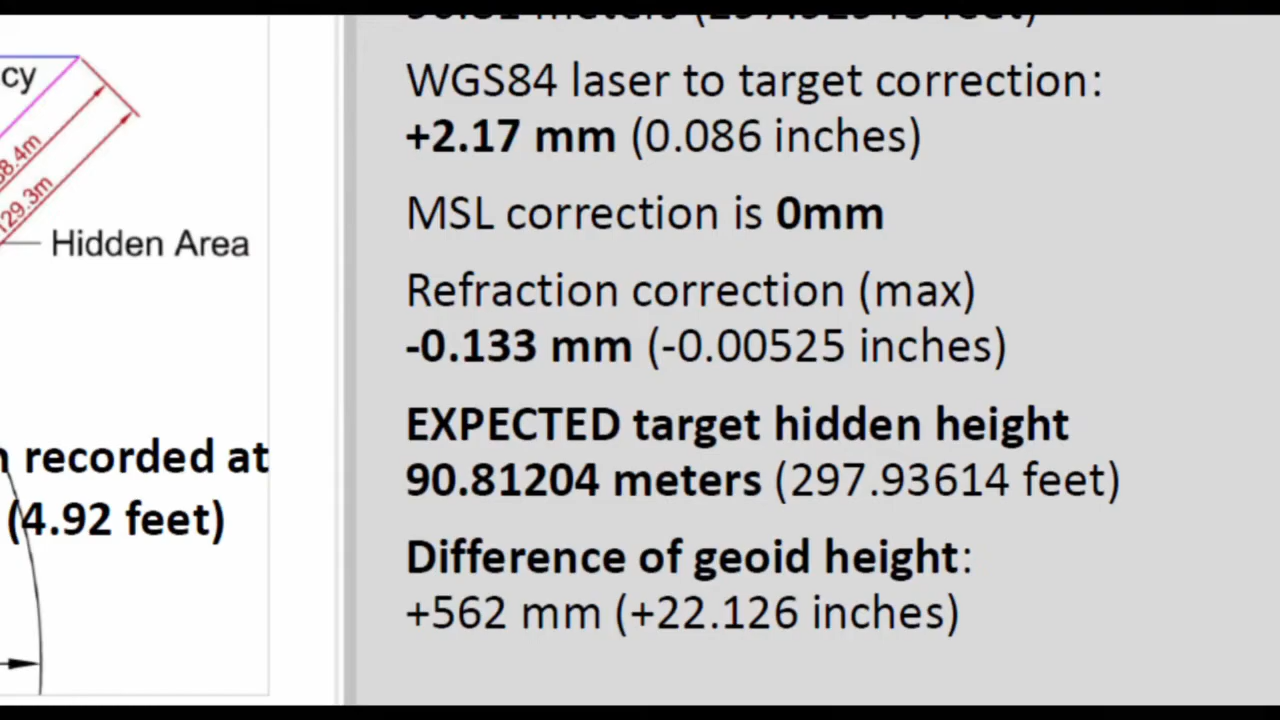 cy
129.3m
Hidden Area
recorded at
(4.92 feet)
WGS84 laser to target correction:
+2.17 mm (0.086 inches)
MSL correction is 0mm
Refraction correction (max)
-0.133 mm (-0.00525 inches)
EXPECTED target hidden height
90.81204 meters (297.93614 feet)
Difference of geoid height:
+562 mm (+22.126 inches)